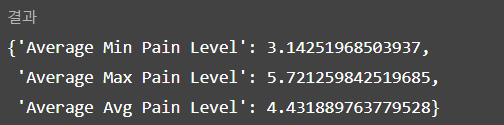 결과
{'Average Min Pain Level': 3.14251968503937,
 'Average Max Pain Level': 5.721259842519685,
 'Average Avg Pain Level': 4.431889763779528}